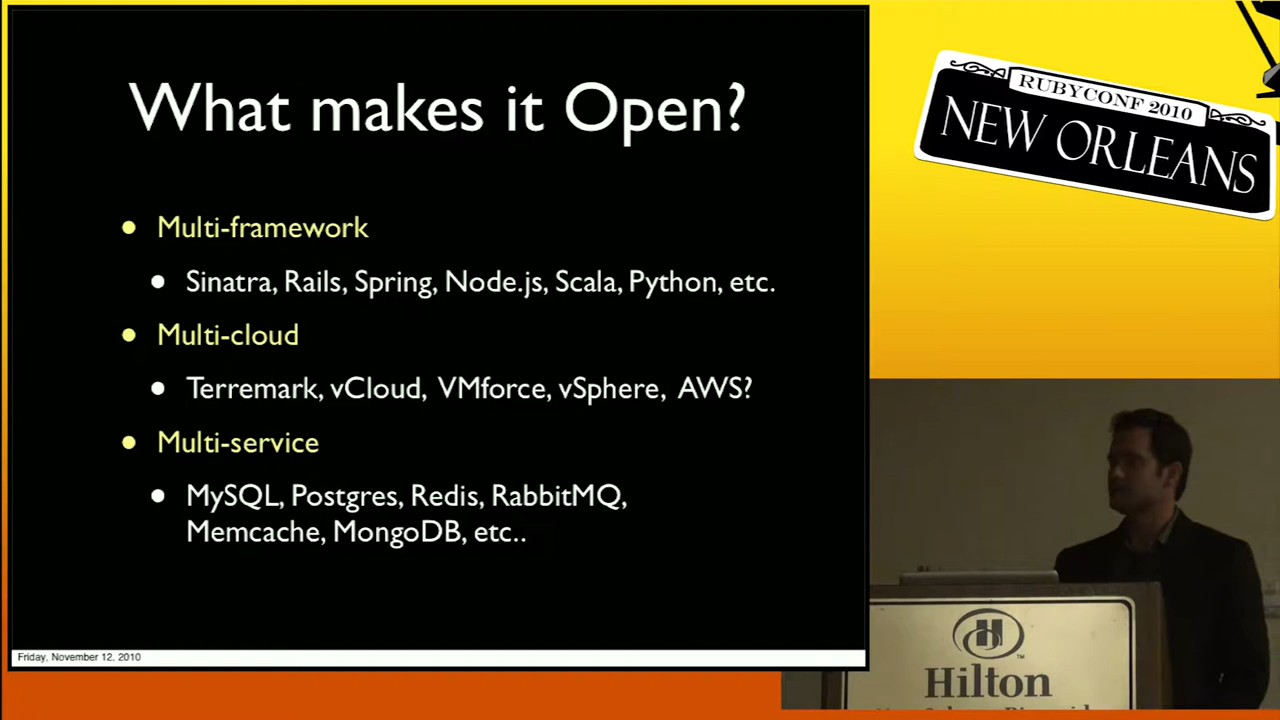 What makes it Open?
• Multi-framework
• Sinatra, Rails, Spring, Node.js, Scala, Python, etc.
• Multi-cloud
• Terremark, vCloud, VMforce, vSphere, AWS?
• Multi-service
• MySQL, Postgres, Redis, RabbitMQ,
Memcache, MongoDB, etc..
Friday, November 12, 2010
RUBYCONF 2010
NEW ORLEANS
Hilton